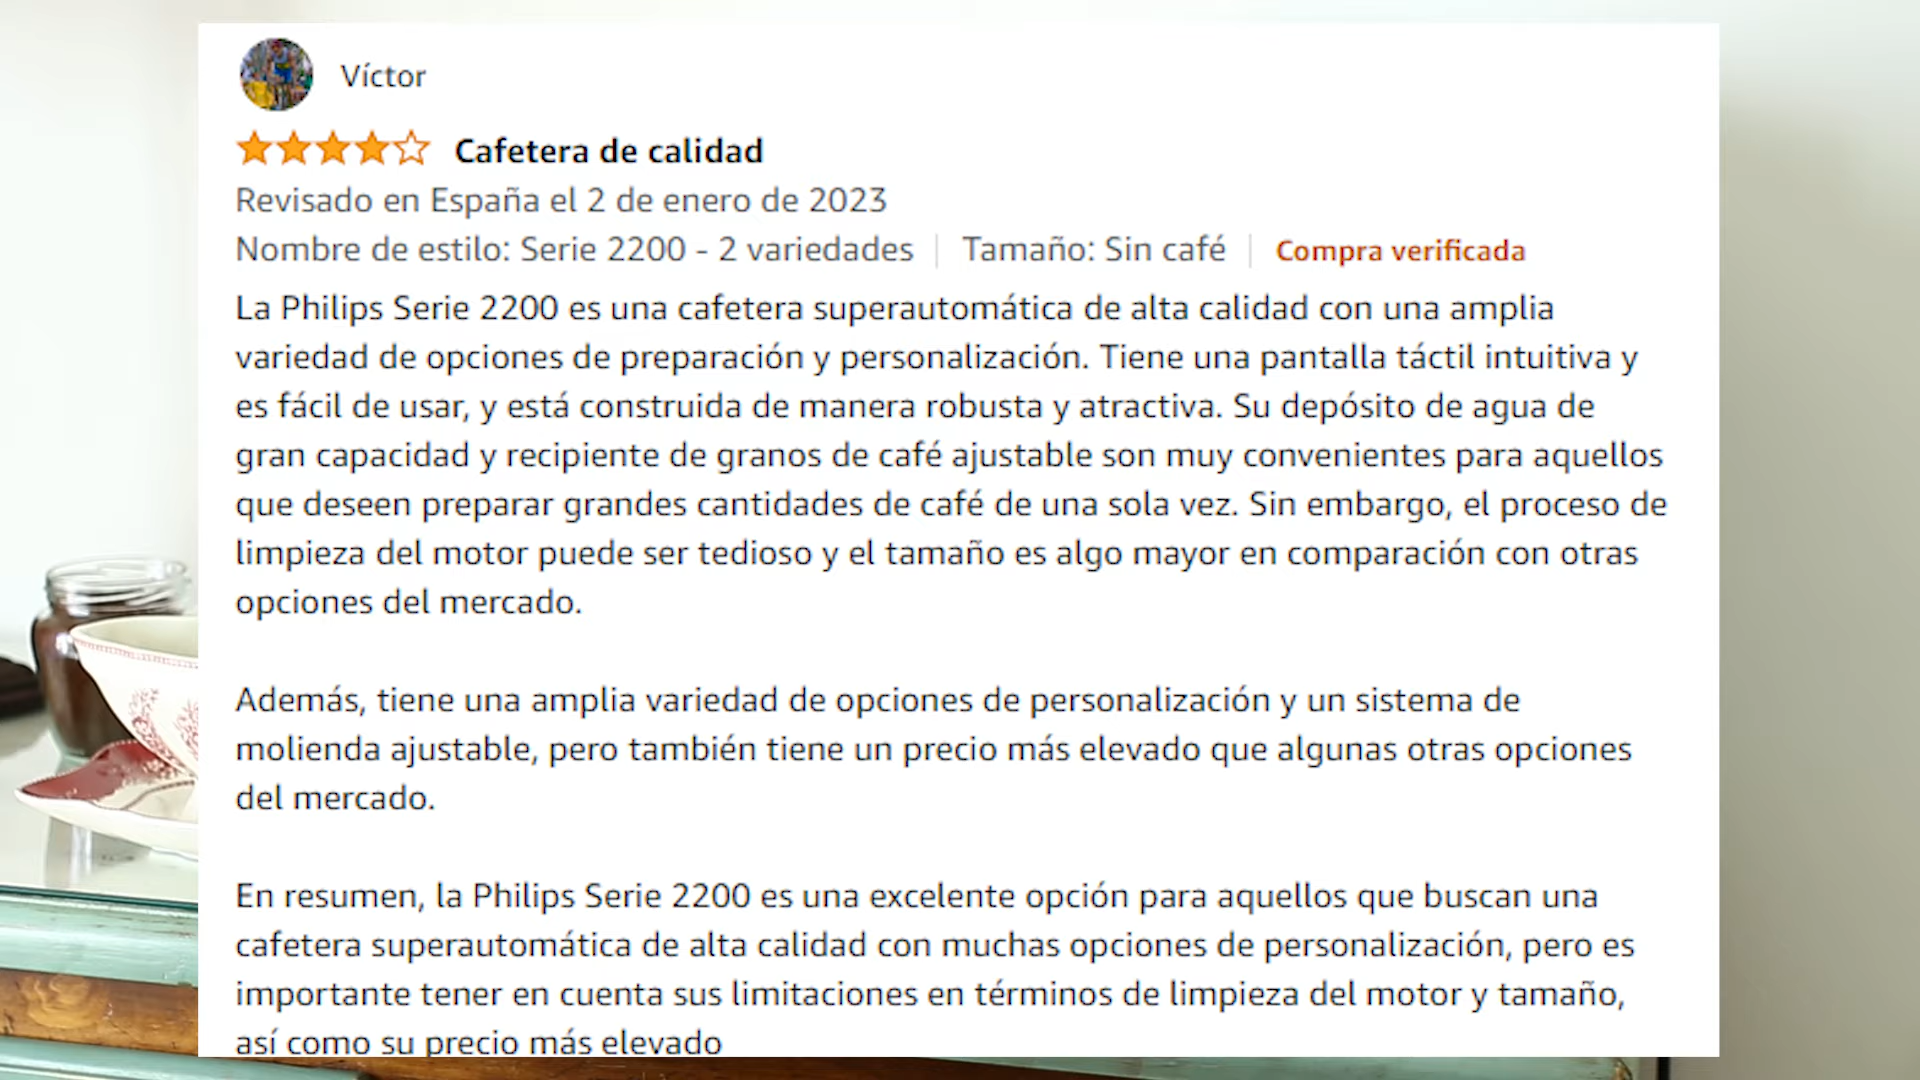 Víctor
Cafetera de calidad
Revisado en España el 2 de enero de 2023
Nombre de estilo: Serie 2200 - 2 variedades | Tamaño: Sin café | Compra verificada
La Philips Serie 2200 es una cafetera superautomática de alta calidad con una amplia
variedad de opciones de preparación y personalización. Tiene una pantalla táctil intuitiva y
es fácil de usar, y está construida de manera robusta y atractiva. Su depósito de agua de
gran capacidad y recipiente de granos de café ajustable son muy convenientes para aquellos
que deseen preparar grandes cantidades de café de una sola vez. Sin embargo, el proceso de
limpieza del motor puede ser tedioso y el tamaño es algo mayor en comparación con otras
opciones del mercado.
Además, tiene una amplia variedad de opciones de personalización y un sistema de
molienda ajustable, pero también tiene un precio más elevado que algunas otras opciones
del mercado.
En resumen, la Philips Serie 2200 es una excelente opción para aquellos que buscan una
cafetera superautomática de alta calidad con muchas opciones de personalización, pero es
importante tener en cuenta sus limitaciones en términos de limpieza del motor y tamaño,
así como su precio más elevado